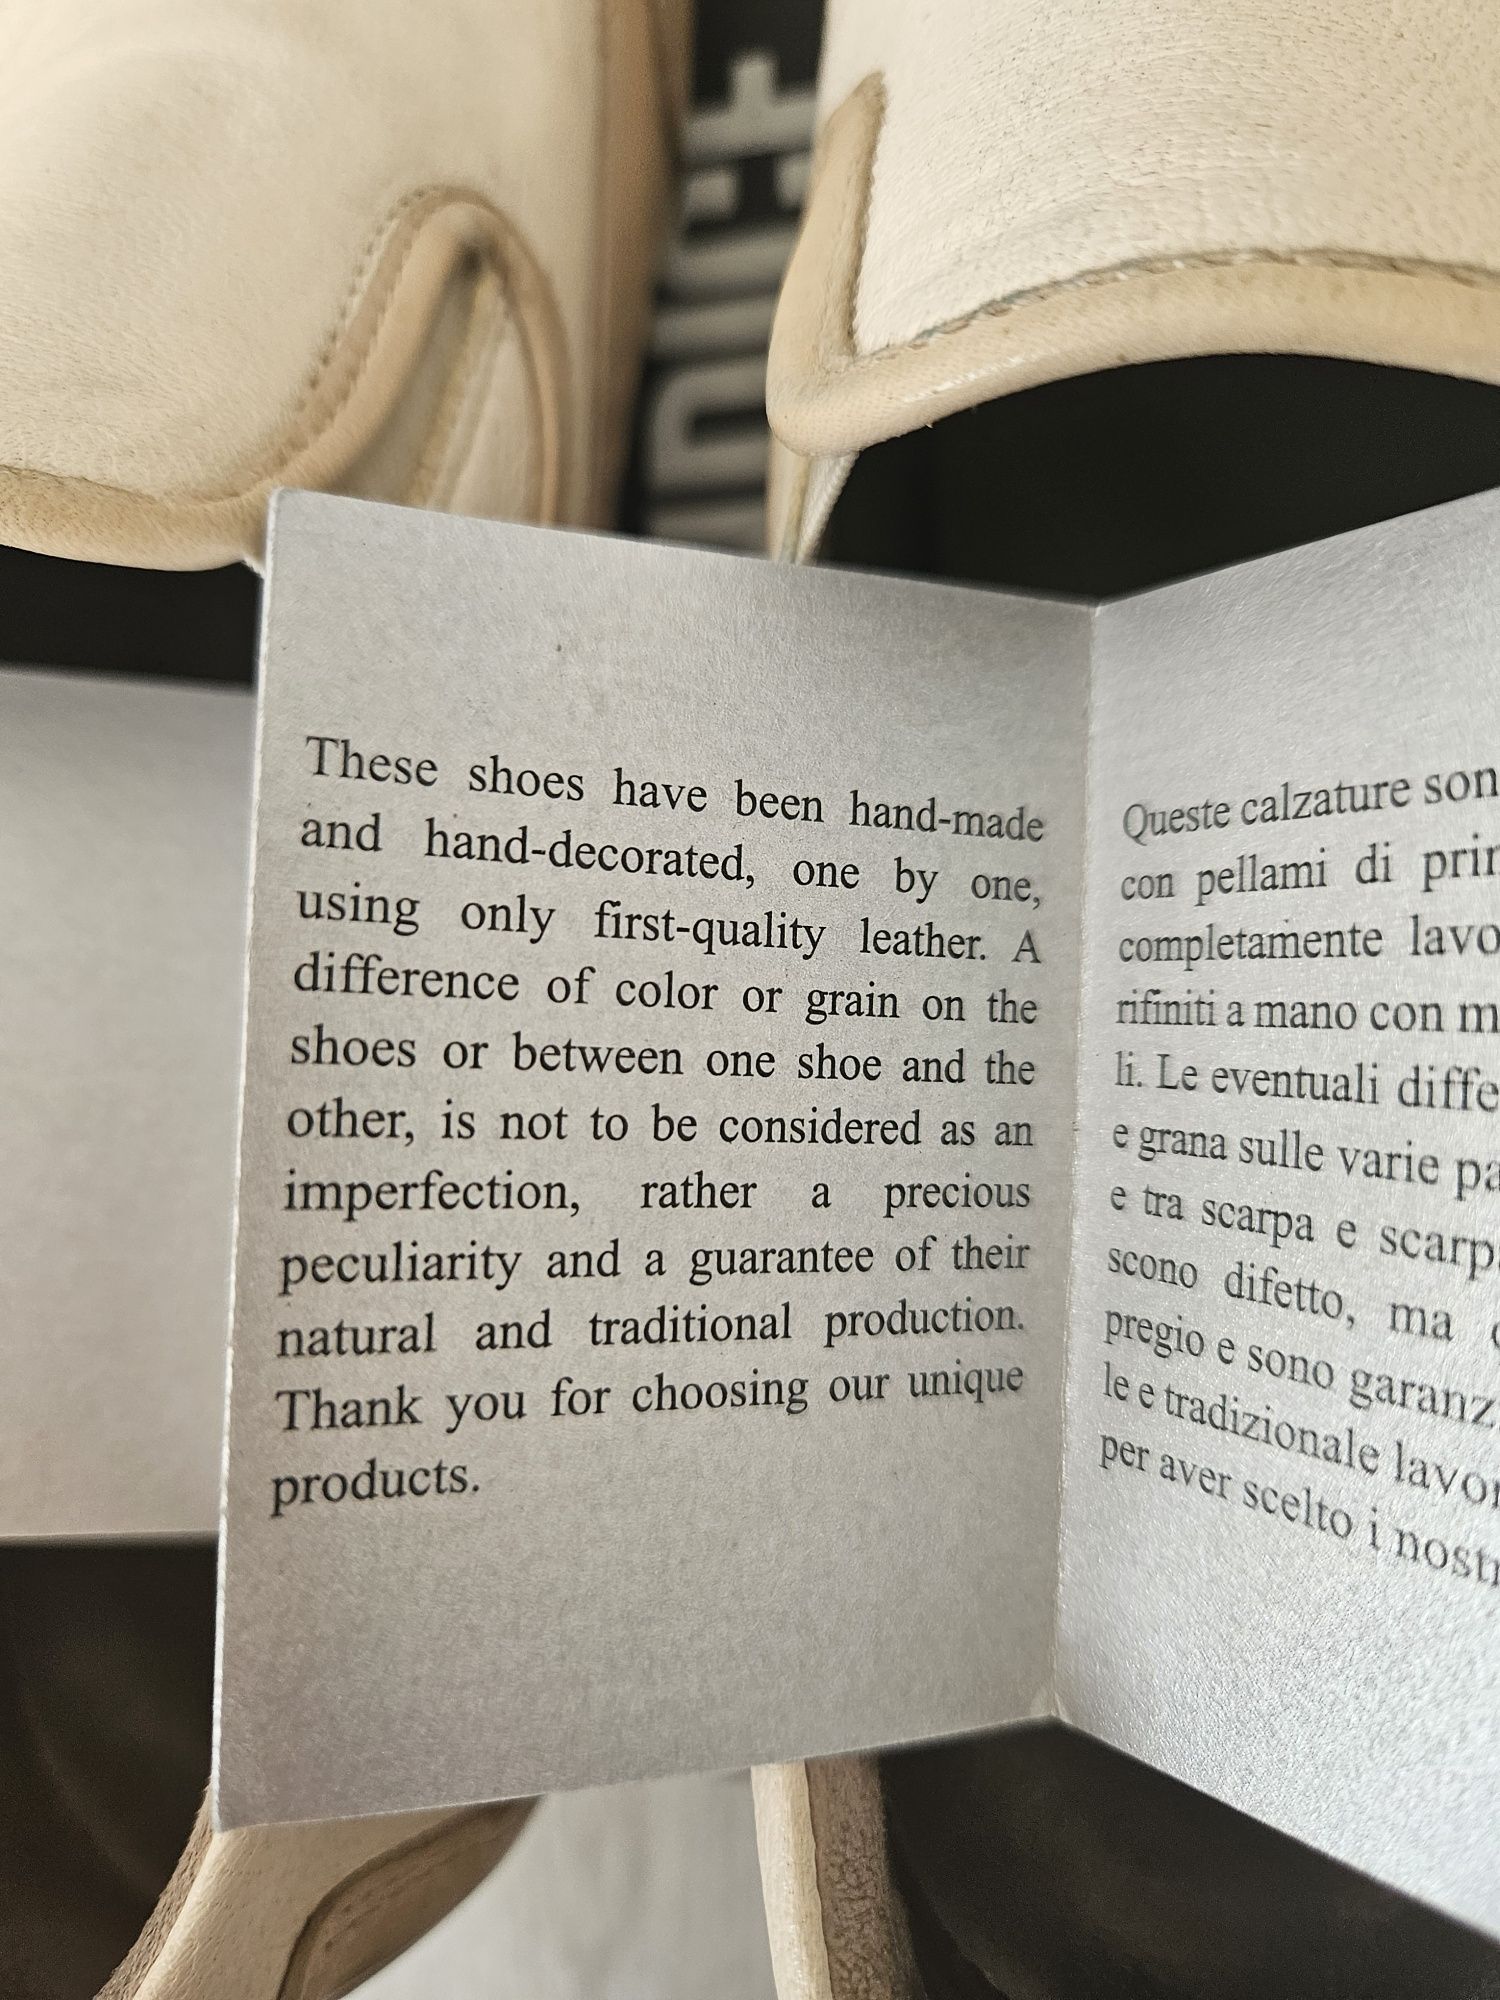 These shoes have been hand-made
and hand-decorated, one by one,
using only first-quality leather. A
difference of color or grain on the
shoes or between one shoe and the
other, is not to be considered as an
imperfection, rather a precious
peculiarity and a guarantee of their
natural and traditional production.
Thank you for choosing our unique
products.
Queste calzature son
con pellami di prim
completamente lavo
rifiniti a mano con m
li. Le eventuali diffe
e grana sulle varie pa
e tra scarpa e scarp
scono difetto, ma
pregio e sono garanz
le e tradizionale lavor
per aver scelto i nostr